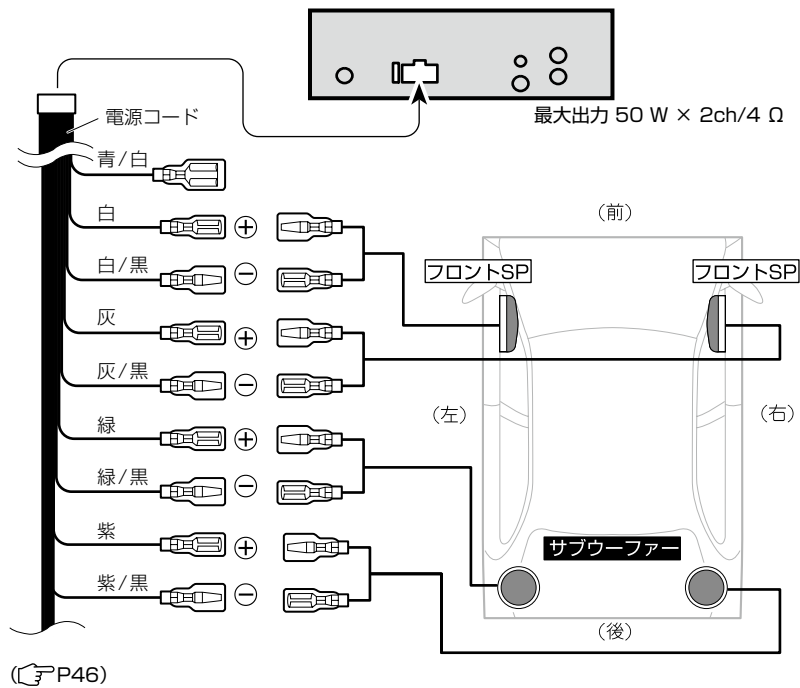 最大出力 50 W × 2ch/4 Ω
電源コード
青/白
白
⊕
白/黒
⊖
灰
⊕
灰/黒
⊖
緑
⊕
緑/黒
⊖
紫
⊕
紫/黒
⊖
(前)
フロントSP
フロントSP
(左)
(右)
サブウーファー
(後)
(☞P46)